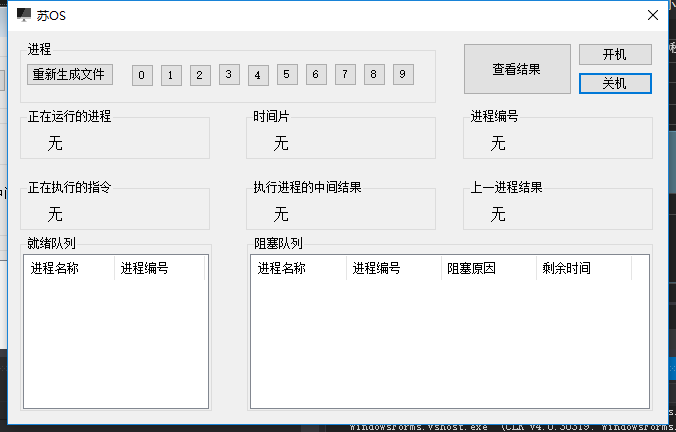 苏OS
进程
重新生成文件 0 1 2 3 4 5 6 7 8 9
查看结果
开机
关机
正在运行的进程
无
时间片
无
进程编号
无
正在执行的指令
无
执行进程的中间结果
无
上一进程结果
无
就绪队列
进程名称 进程编号
阻塞队列
进程名称 进程编号 阻塞原因 剩余时间
WindowsForms.vshost.exe" (CLR v4.0.30319: WindowsForms.